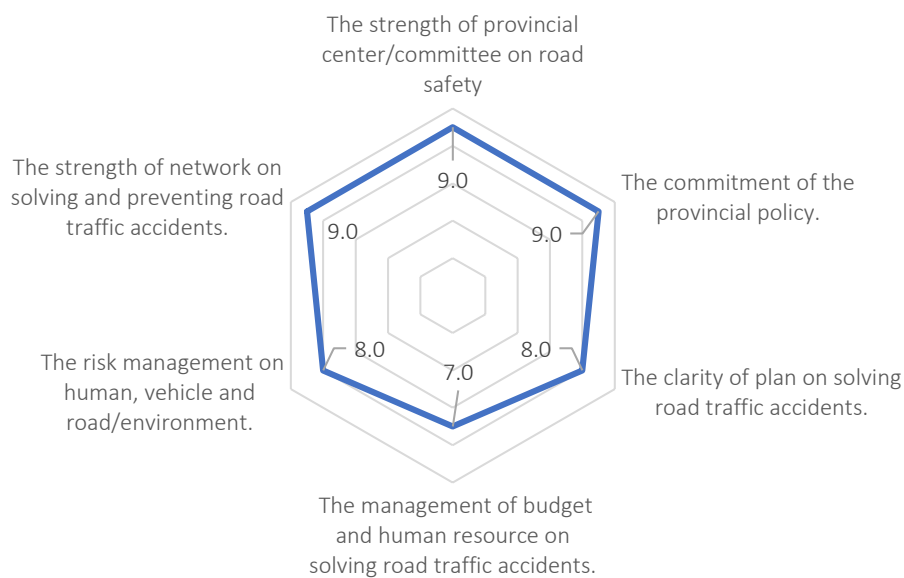 The strength of provincial
center/committee on road
safety
The strength of network on
solving and preventing road
traffic accidents.
The commitment of the
provincial policy.
9.0
9.0
9.0
The risk management on
human, vehicle and
road/environment.
8.0
8.0
7.0
The clarity of plan on solving
road traffic accidents.
The management of budget
and human resource on
solving road traffic accidents.